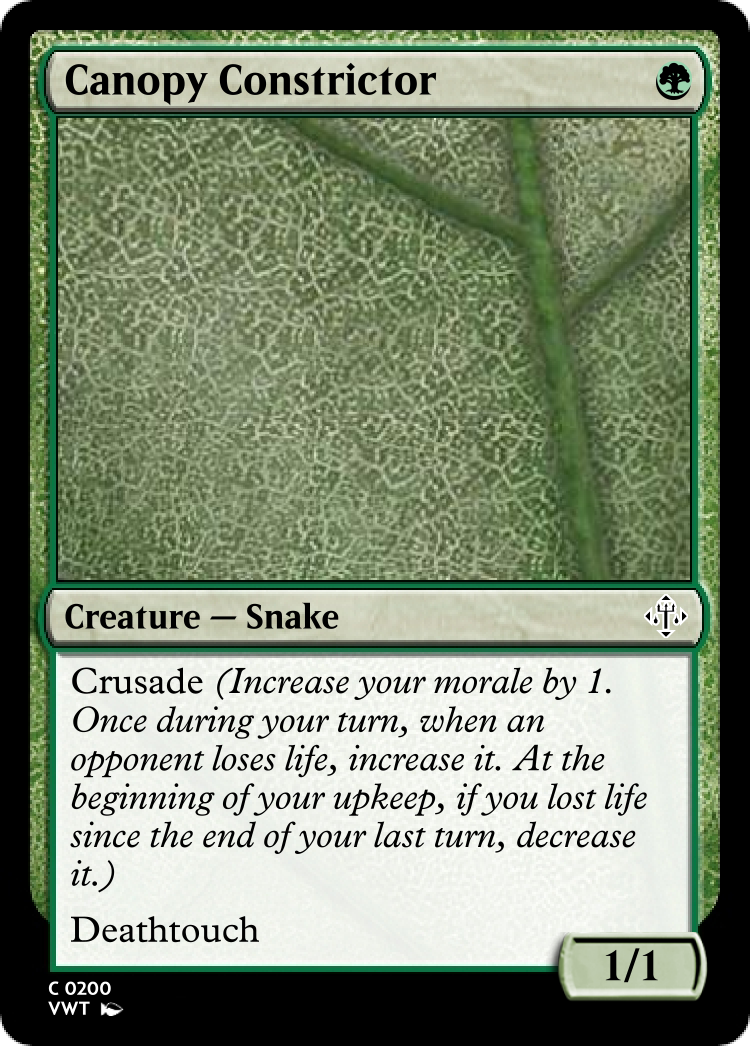 Canopy Constrictor
Creature — Snake
Crusade (Increase your morale by 1.
Once during your turn, when an
opponent loses life, increase it. At the
beginning of your upkeep, if you lost life
since the end of your last turn, decrease
it.)
Deathtouch
1/1
C 0200
VWT